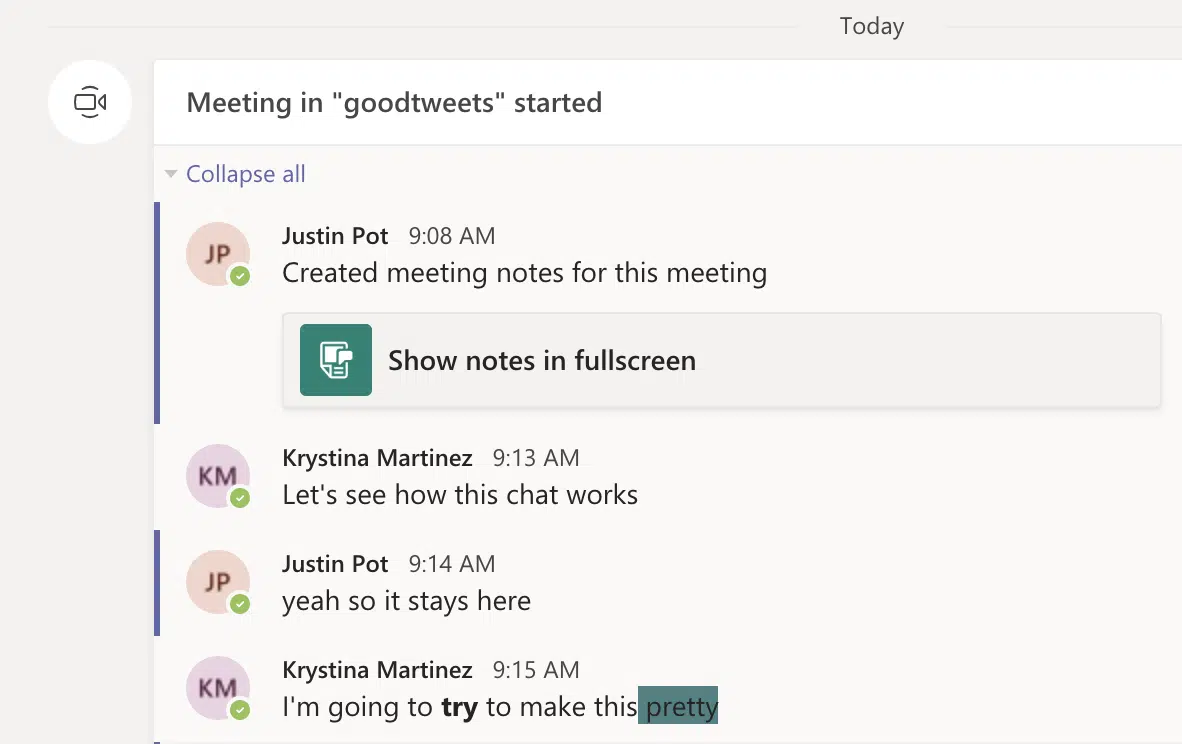 Today
Meeting in "goodtweets" started
Collapse all
JP
Justin Pot 9:08 AM
Created meeting notes for this meeting
Show notes in fullscreen
KM
Krystina Martinez 9:13 AM
Let's see how this chat works
JP
Justin Pot 9:14 AM
yeah so it stays here
KM
Krystina Martinez 9:15 AM
I'm going to try to make this pretty